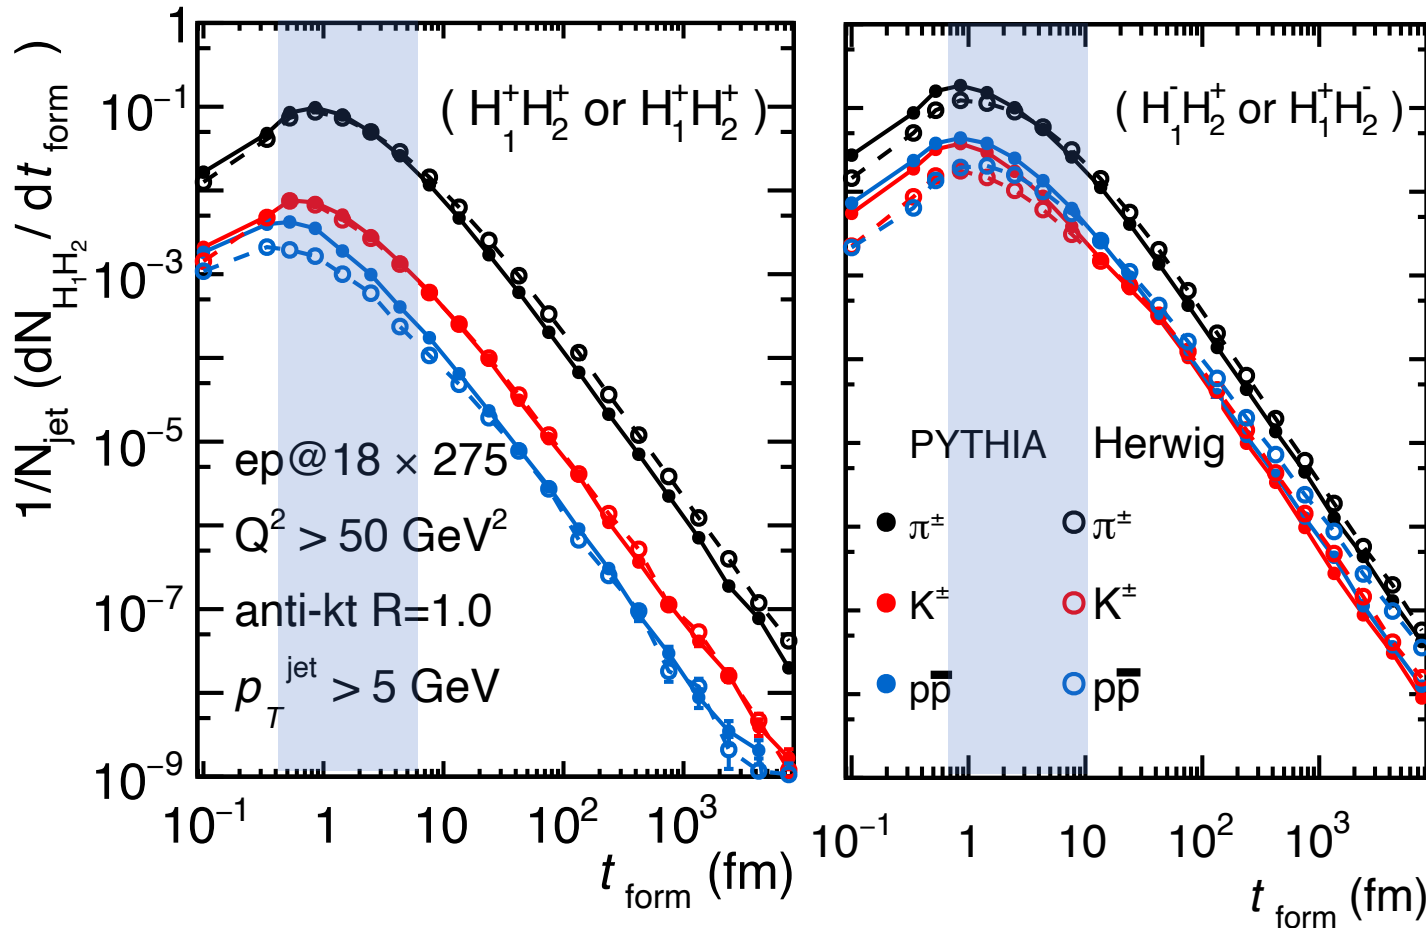 1/N_jet (dN_H₁H₂ / dt_form)
1
10⁻¹
10⁻³
10⁻⁵
10⁻⁷
10⁻⁹
( H₁⁺H₂⁺ or H₁⁺H₂⁺ )
ep@18 × 275
Q² > 50 GeV²
anti-kt R=1.0
p_T^jet > 5 GeV
10⁻¹ 1 10 10² 10³
t_form (fm)
( H₁⁻H₂⁺ or H₁⁺H₂⁻ )
PYTHIA Herwig
π± π±
K± K±
pp̅ pp̅
10⁻¹ 1 10 10² 10³
t_form (fm)